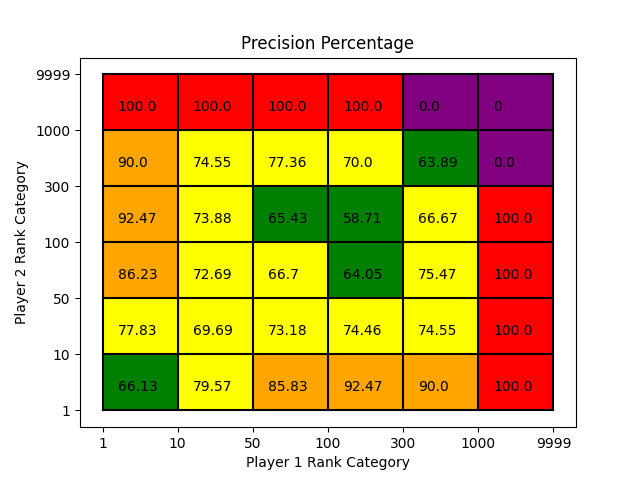 Precision Percentage
Player 2 Rank Category
9999
100.0 100.0 100.0 100.0 0.0 0
1000
90.0 74.55 77.36 70.0 63.89 0.0
300
92.47 73.88 65.43 58.71 66.67 100.0
100
86.23 72.69 66.7 64.05 75.47 100.0
50
77.83 69.69 73.18 74.46 74.55 100.0
10
66.13 79.57 85.83 92.47 90.0 100.0
1
1 10 50 100 300 1000 9999
Player 1 Rank Category